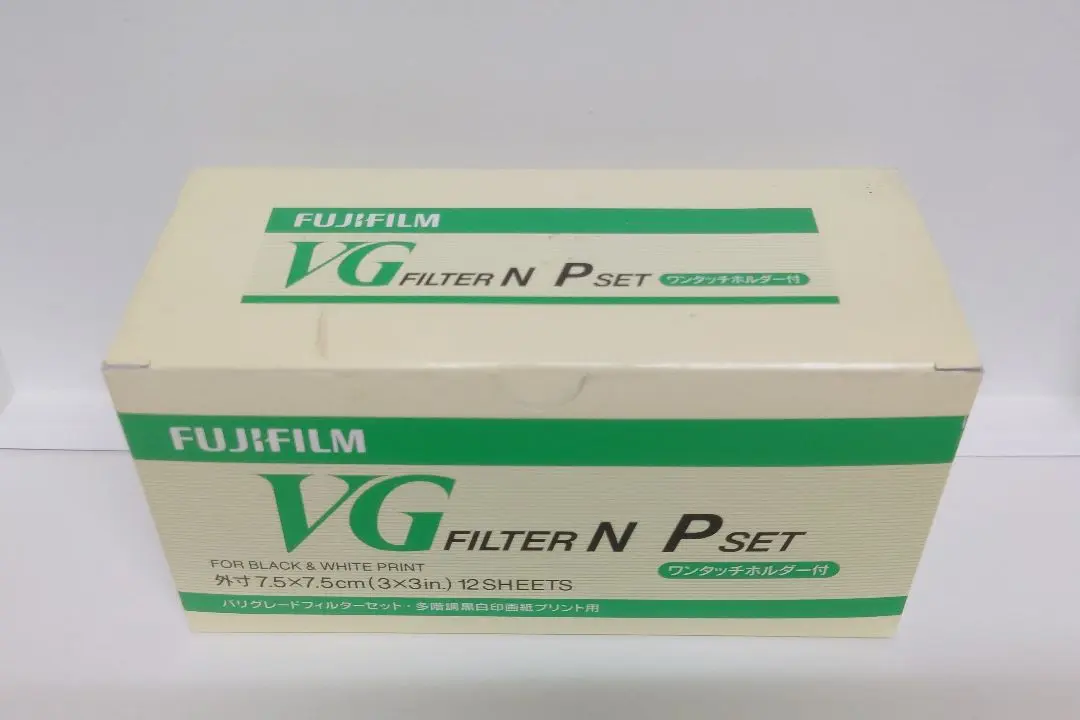 FUJIFILM
VG FILTER N P SET ワンタッチホルダー付
FUJIFILM
VG FILTER N P SET
FOR BLACK & WHITE PRINT
ワンタッチホルダー付
外寸 7.5×7.5cm(3×3in.) 12 SHEETS
バリグレードフィルターセット・多階調黒白印画紙プリント用